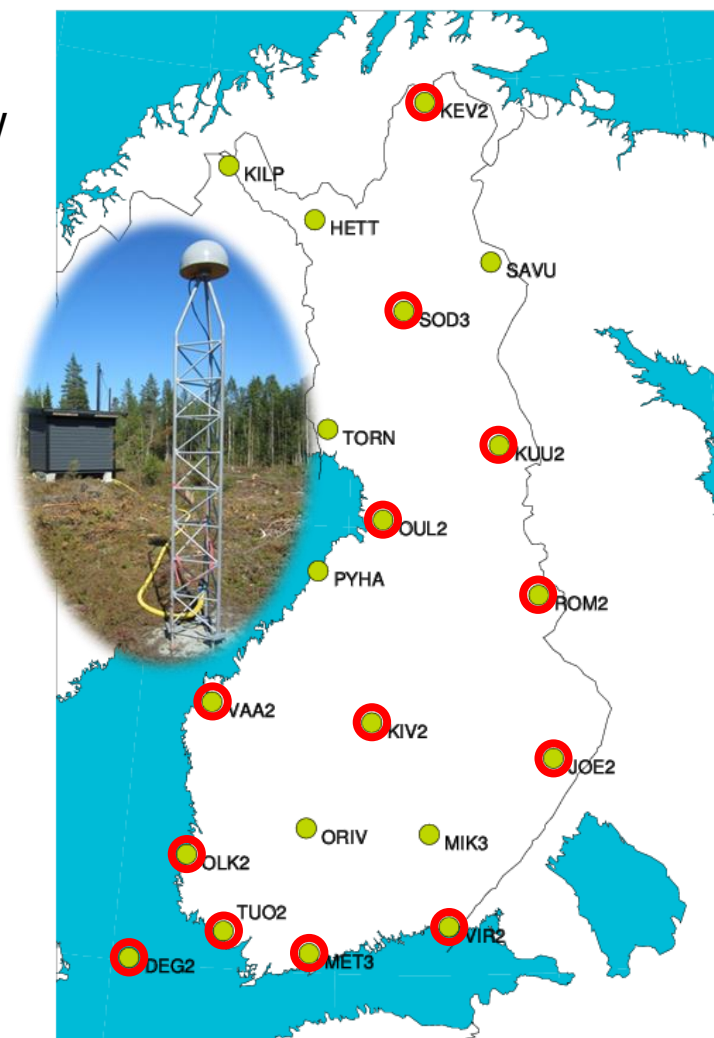 KEV2
KILP
HETT
SAVU
SOD3
TORN
KUU2
OUL2
PYHA
ROM2
VAA2
KIV2
JOE2
ORIV
MIK3
OLK2
TUO2
VIR2
DEG2
MET3